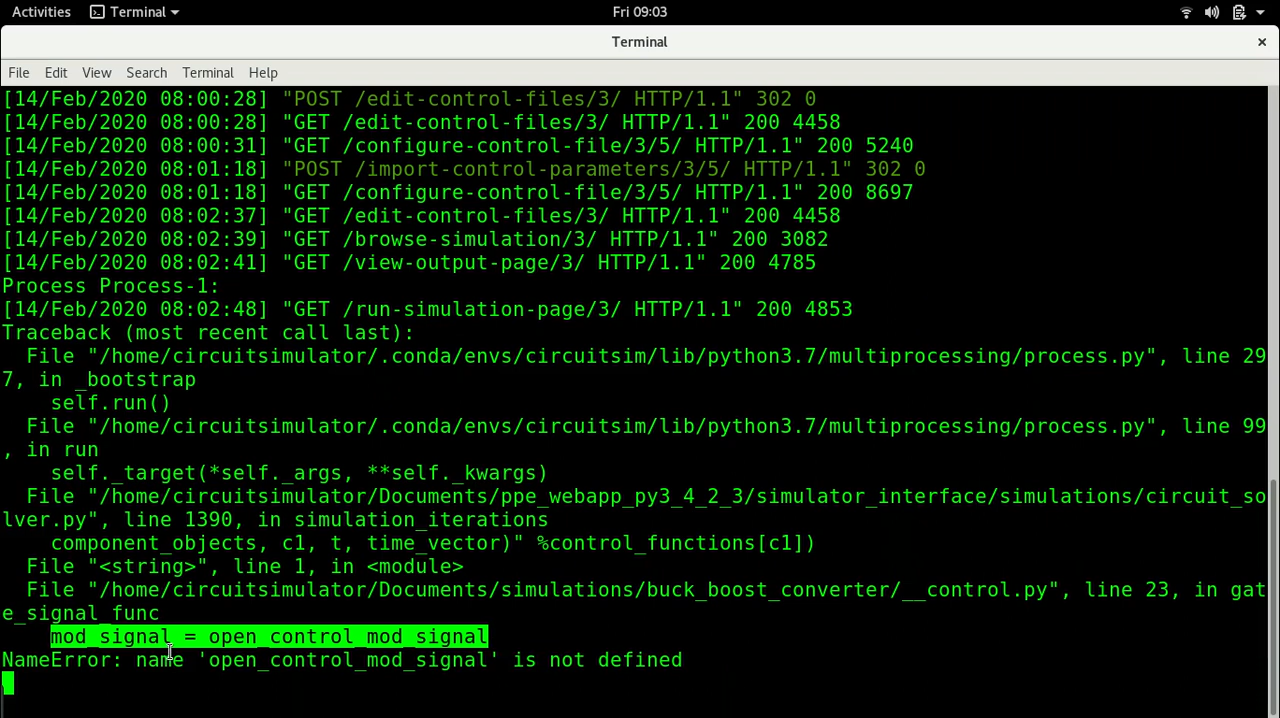 Activities Terminal Fri 09:03
Terminal ×
File Edit View Search Terminal Help
[14/Feb/2020 08:00:28] "POST /edit-control-files/3/ HTTP/1.1" 302 0
[14/Feb/2020 08:00:28] "GET /edit-control-files/3/ HTTP/1.1" 200 4458
[14/Feb/2020 08:00:31] "GET /configure-control-file/3/5/ HTTP/1.1" 200 5240
[14/Feb/2020 08:01:18] "POST /import-control-parameters/3/5/ HTTP/1.1" 302 0
[14/Feb/2020 08:01:18] "GET /configure-control-file/3/5/ HTTP/1.1" 200 8697
[14/Feb/2020 08:02:37] "GET /edit-control-files/3/ HTTP/1.1" 200 4458
[14/Feb/2020 08:02:39] "GET /browse-simulation/3/ HTTP/1.1" 200 3082
[14/Feb/2020 08:02:41] "GET /view-output-page/3/ HTTP/1.1" 200 4785
Process Process-1:
[14/Feb/2020 08:02:48] "GET /run-simulation-page/3/ HTTP/1.1" 200 4853
Traceback (most recent call last):
  File "/home/circuitsimulator/.conda/envs/circuitsim/lib/python3.7/multiprocessing/process.py", line 29
7, in _bootstrap
    self.run()
  File "/home/circuitsimulator/.conda/envs/circuitsim/lib/python3.7/multiprocessing/process.py", line 99
, in run
    self._target(*self._args, **self._kwargs)
  File "/home/circuitsimulator/Documents/ppe_webapp_py3_4_2_3/simulator_interface/simulations/circuit_so
lver.py", line 1390, in simulation_iterations
    component_objects, c1, t, time_vector)" %control_functions[c1])
  File "<string>", line 1, in <module>
  File "/home/circuitsimulator/Documents/simulations/buck_boost_converter/__control.py", line 23, in gat
e_signal_func
    mod_signal = open_control_mod_signal
NameError: name 'open_control_mod_signal' is not defined